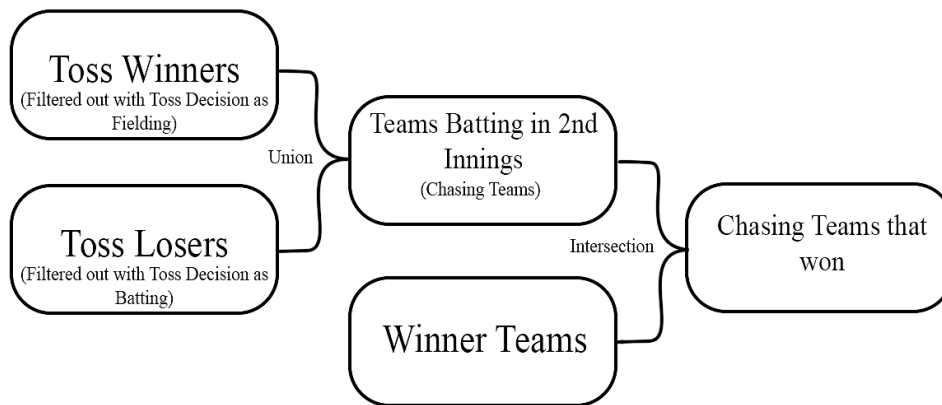 Toss Winners
(Filtered out with Toss Decision as
Fielding)
Union
Toss Losers
(Filtered out with Toss Decision as
Batting)
Teams Batting in 2nd
Innings
(Chasing Teams)
Intersection
Winner Teams
Chasing Teams that
won